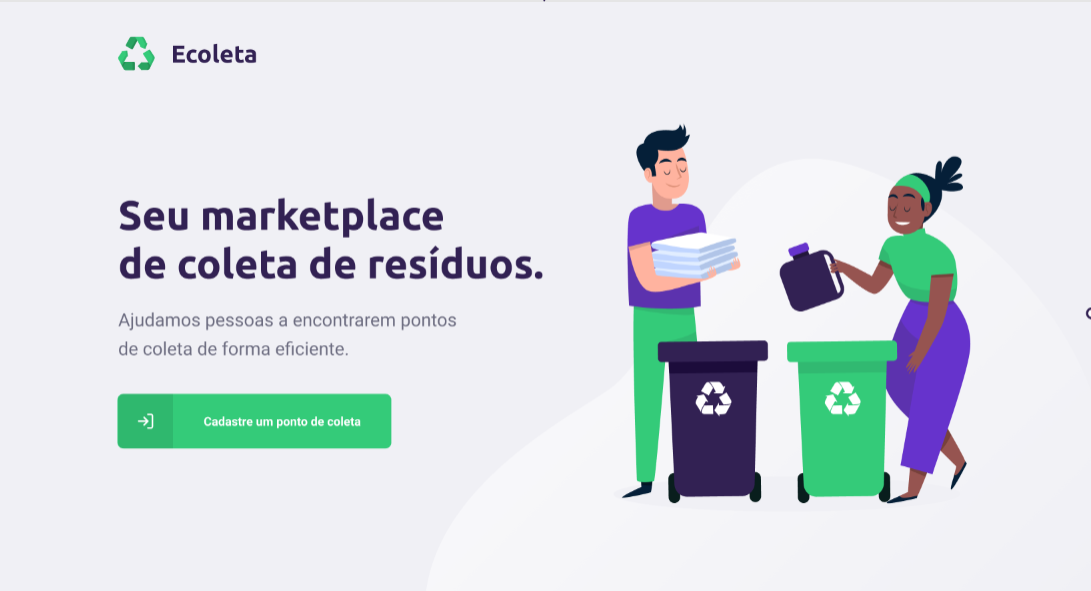 Ecoleta
Seu marketplace
de coleta de resíduos.
Ajudamos pessoas a encontrarem pontos
de coleta de forma eficiente.
Cadastre um ponto de coleta